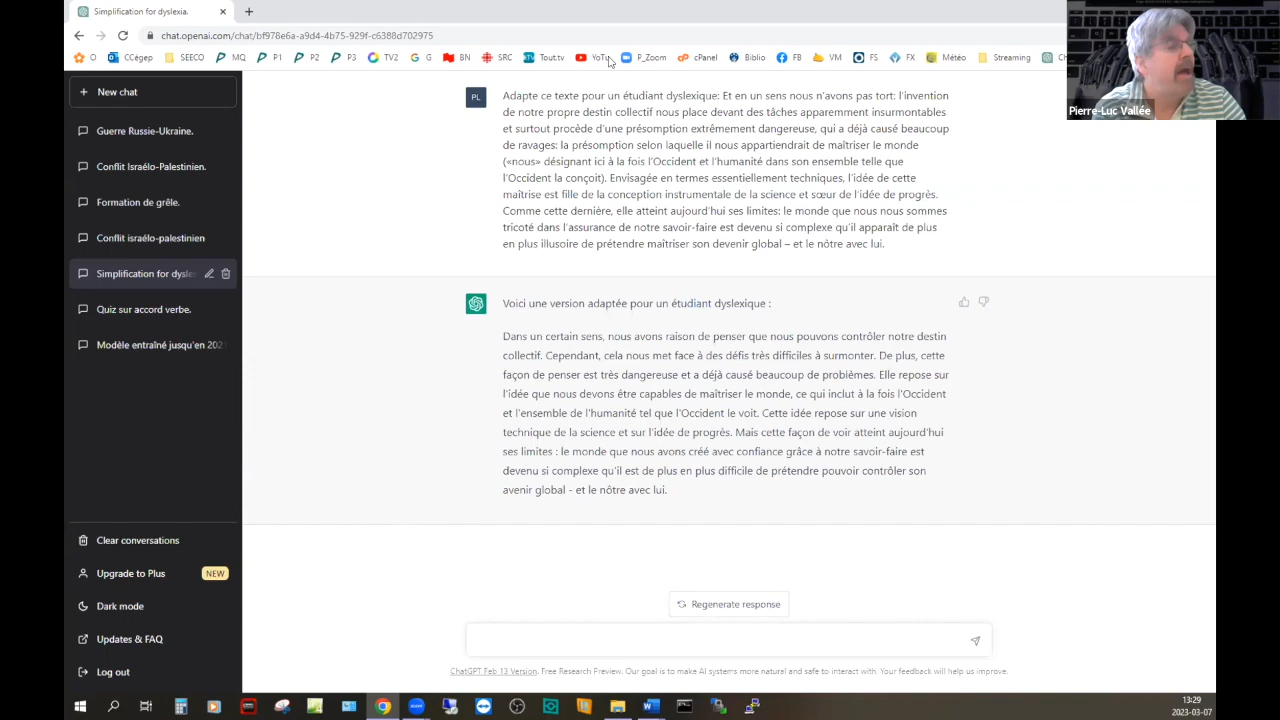 Simplification for dyslexia.
chat.openai.com/chat/bf978e6a-a9d4-4b75-929f-c6388d702975
O CCégep SEECO MQ P1 P2 P3 TV2 G BN SRC Tout.tv YoTu P_Zoom cPanel Biblio FB VM FS FX Météo Streaming
Pierre-Luc Vallée
New chat
Guerre Russie-Ukraine.
Conflit Israélo-Palestinien.
Formation de grêle.
Conflit israélo-palestinien
Simplification for dysle
Quiz sur accord verbe.
Modèle entraîné jusqu'en 202
Clear conversations
Upgrade to Plus NEW
Dark mode
Updates & FAQ
Log out
PL
Adapte ce texte pour un étudiant dyslexique: Et en un sens nous n'avons pas tort: l'invention
de notre propre destin collectif nous place devant des tâches apparemment insurmontables
et surtout procède d'une présomption extrêmement dangereuse, qui a déjà causé beaucoup
de ravages: la présomption selon laquelle il nous appartiendrait de maîtriser le monde
(«nous» désignant ici à la fois l'Occident et l'humanité dans son ensemble telle que
l'Occident la conçoit). Envisagée en termes essentiellement techniques, l'idée de cette
maîtrise est fille de la conception instrumentale de la science et sœur de l'idée de progrès.
Comme cette dernière, elle atteint aujourd'hui ses limites: le monde que nous nous sommes
tricoté dans l'assurance de notre savoir-faire est devenu si complexe qu'il apparaît de plus
en plus illusoire de prétendre maîtriser son devenir global – et le nôtre avec lui.
Voici une version adaptée pour un étudiant dyslexique :
Dans un certain sens, nous avons raison de penser que nous pouvons contrôler notre destin
collectif. Cependant, cela nous met face à des défis très difficiles à surmonter. De plus, cette
façon de penser est très dangereuse et a déjà causé beaucoup de problèmes. Elle repose sur
l'idée que nous devons être capables de maîtriser le monde, ce qui inclut à la fois l'Occident
et l'ensemble de l'humanité tel que l'Occident le voit. Cette idée repose sur une vision
technique de la science et sur l'idée de progrès. Mais cette façon de voir atteint aujourd'hui
ses limites : le monde que nous avons créé avec confiance grâce à notre savoir-faire est
devenu si complexe qu'il est de plus en plus difficile de prétendre pouvoir contrôler son
avenir global - et le nôtre avec lui.
Regenerate response
ChatGPT Feb 13 Version. Free Research Preview. Our goal is to make AI systems more natural and safe to interact with. Your feedback will help us improve.
13:29
2023-03-07